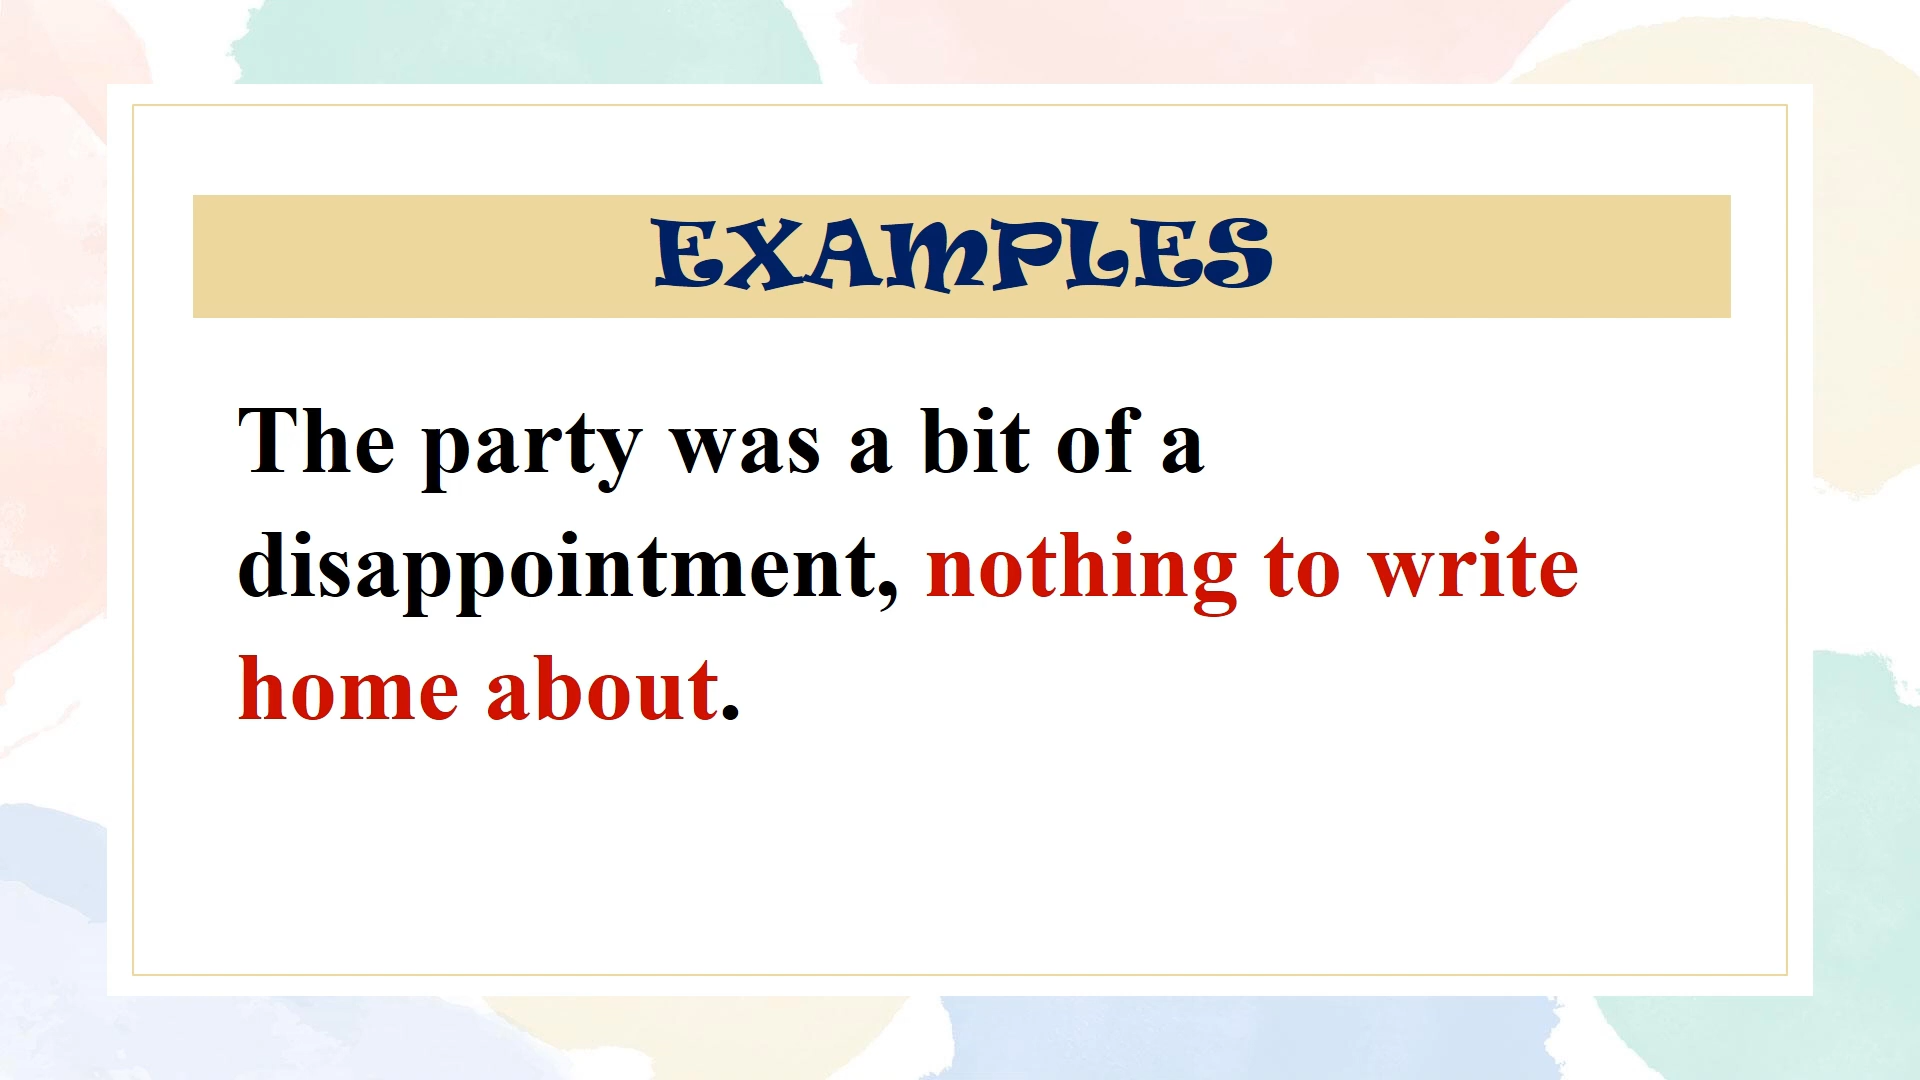 EXAMPLES
The party was a bit of a
disappointment, nothing to write
home about.